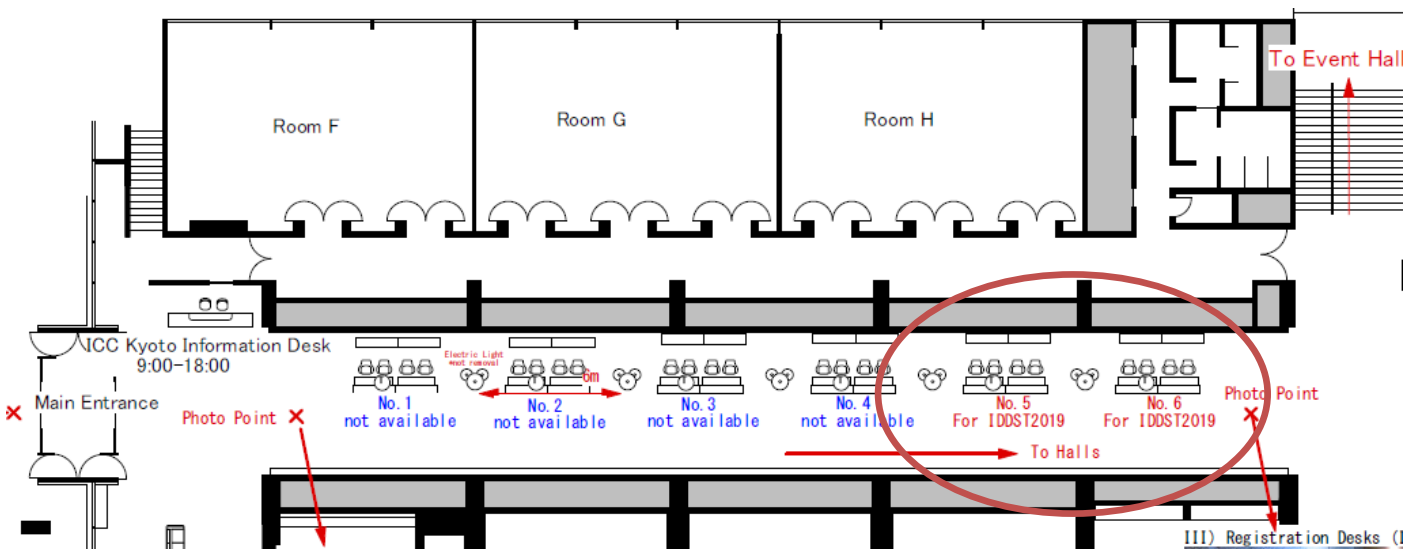 To Event Hall
Room F
Room G
Room H
ICC Kyoto Information Desk
9:00-18:00
Electric Light
*not removal
6m
Main Entrance
Photo Point
No.1
not available
No.2
not available
No.3
not available
No.4
not available
No.5
For IDDST2019
No.6
For IDDST2019
Photo Point
To Halls
III) Registration Desks (